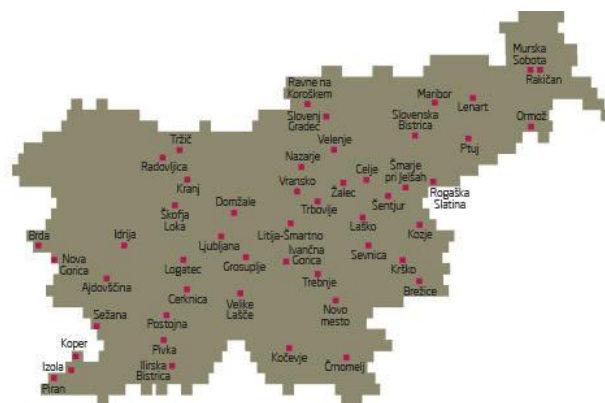 Murska
Sobota
Rakičan
Ravne na
Koroškem
Maribor
Lenart
Slovenj
Gradec
Slovenska
Bistrica
Ormož
Ptuj
Tržič
Radovljica
Velenje
Nazarje
Celje
Šmarje
pri Jelšah
Kranj
Vransko
Žalec
Rogaška
Slatina
Škofja
Loka
Domžale
Trbovlje
Šentjur
Brda
Idrija
Ljubljana
Litija-Šmartno
Laško
Kozje
Nova
Gorica
Logatec
Grosuplje
Ivančna
Gorica
Sevnica
Krško
Ajdovščina
Cerknica
Velike
Lašče
Trebnje
Brežice
Sežana
Postojna
Novo
mesto
Koper
Pivka
Kočevje
Izola
Ilirska
Bistrica
Črnomelj
Piran